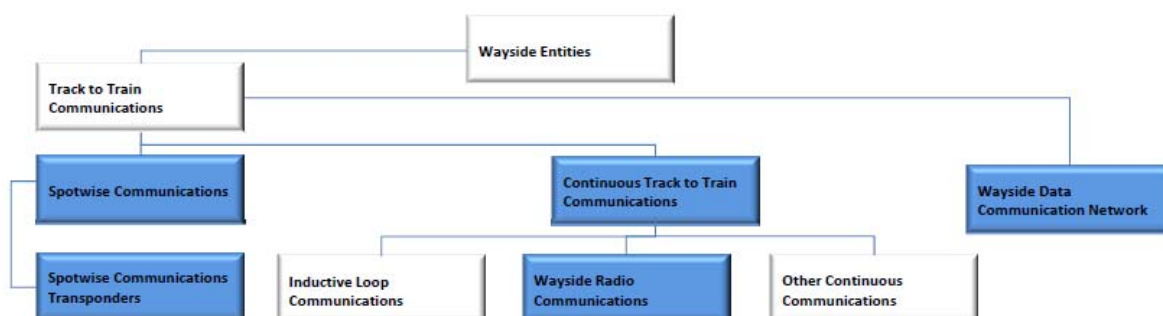 Wayside Entities
Track to Train
Communications
Spotwise Communications
Continuous Track to Train
Communications
Wayside Data
Communication Network
Spotwise Communications
Transponders
Inductive Loop
Communications
Wayside Radio
Communications
Other Continuous
Communications